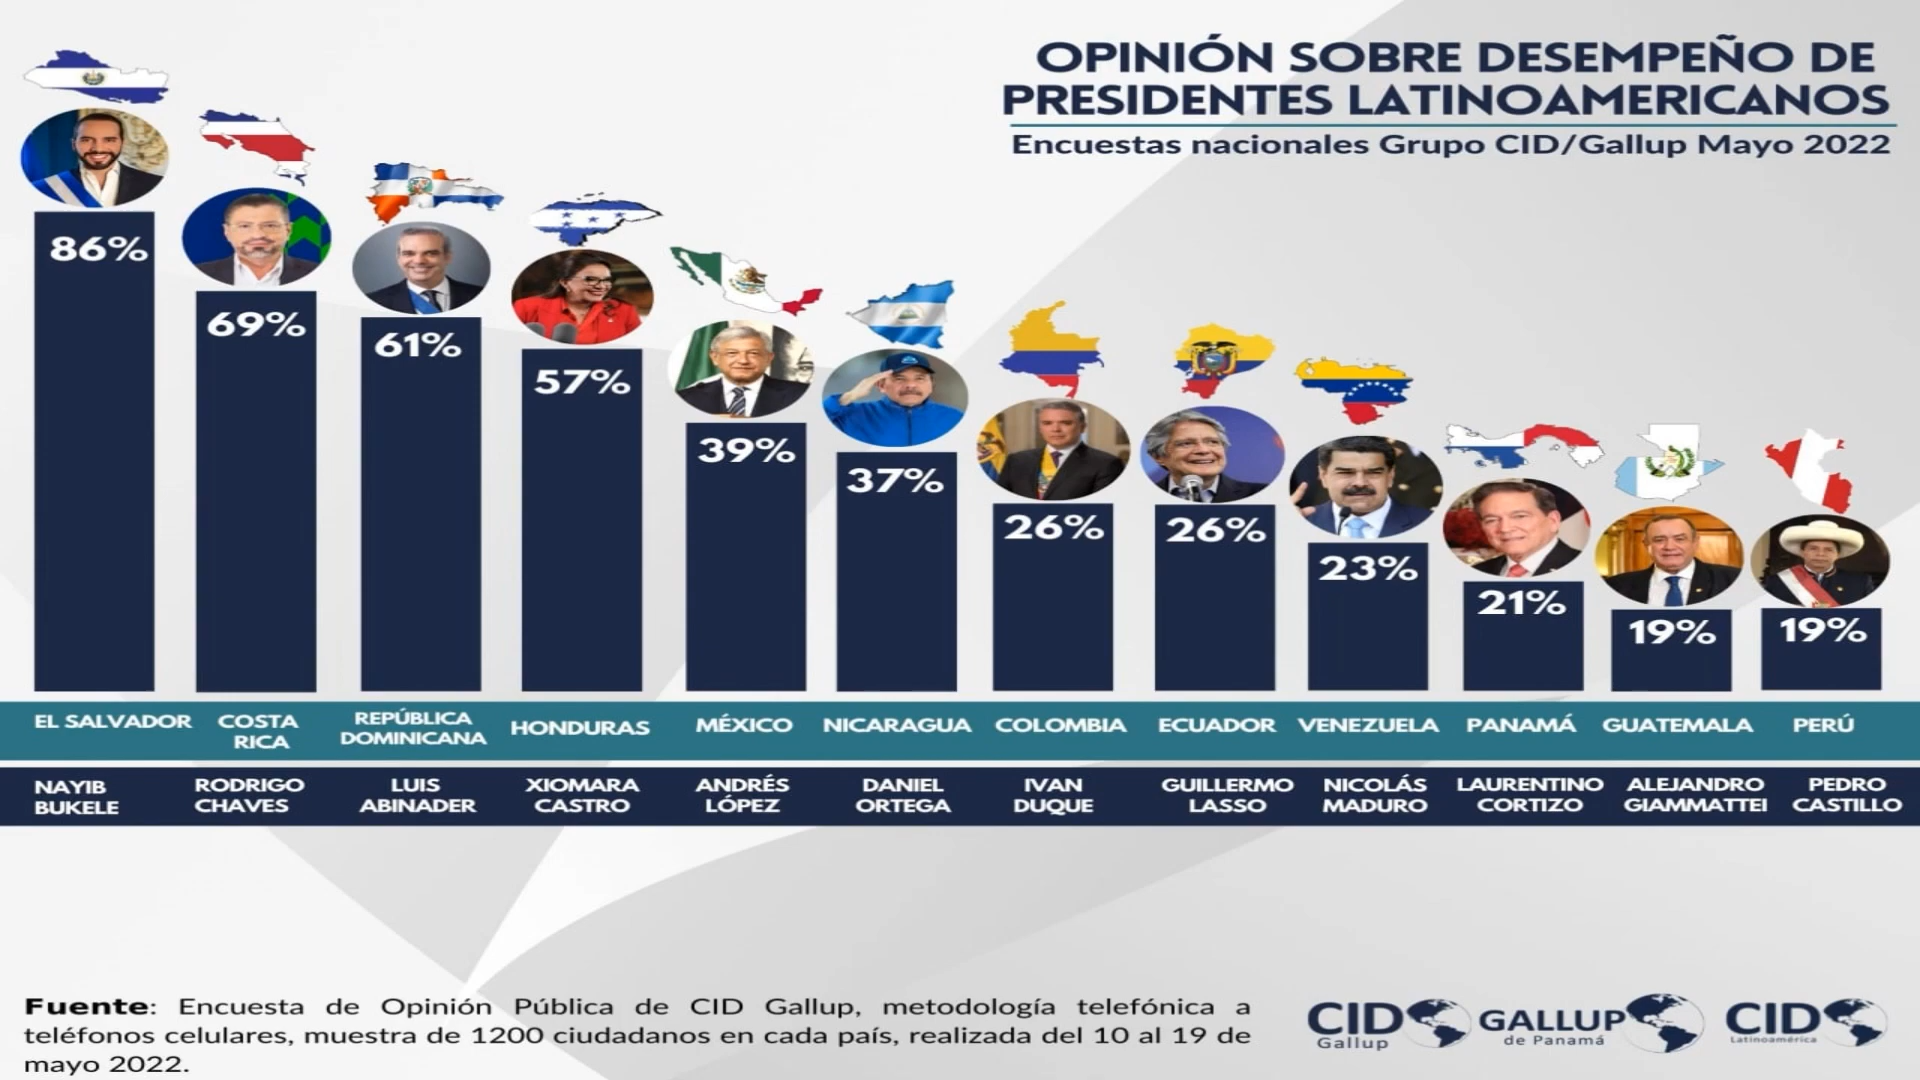 OPINIÓN SOBRE DESEMPEÑO DE
PRESIDENTES LATINOAMERICANOS
Encuestas nacionales Grupo CID/Gallup Mayo 2022
86%
69%
61%
57%
39%
37%
26%
26%
23%
21%
19%
19%
EL SALVADOR
COSTA
RICA
REPÚBLICA
DOMINICANA
HONDURAS
MÉXICO
NICARAGUA
COLOMBIA
ECUADOR
VENEZUELA
PANAMÁ
GUATEMALA
PERÚ
NAYIB
BUKELE
RODRIGO
CHAVES
LUIS
ABINADER
XIOMARA
CASTRO
ANDRÉS
LÓPEZ
DANIEL
ORTEGA
IVAN
DUQUE
GUILLERMO
LASSO
NICOLÁS
MADURO
LAURENTINO
CORTIZO
ALEJANDRO
GIAMMATTEI
PEDRO
CASTILLO
Fuente: Encuesta de Opinión Pública de CID Gallup, metodología telefónica a
teléfonos celulares, muestra de 1200 ciudadanos en cada país, realizada del 10 al 19 de
mayo 2022.
CID
Gallup
GALLUP
de Panamá
CID
Latinoamérica